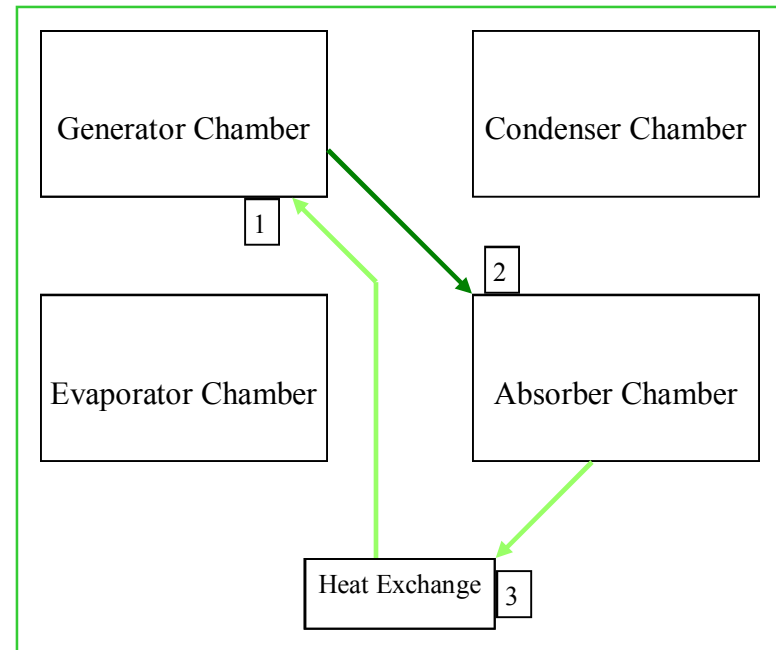 Generator Chamber
Condenser Chamber
1
2
Evaporator Chamber
Absorber Chamber
Heat Exchange
3